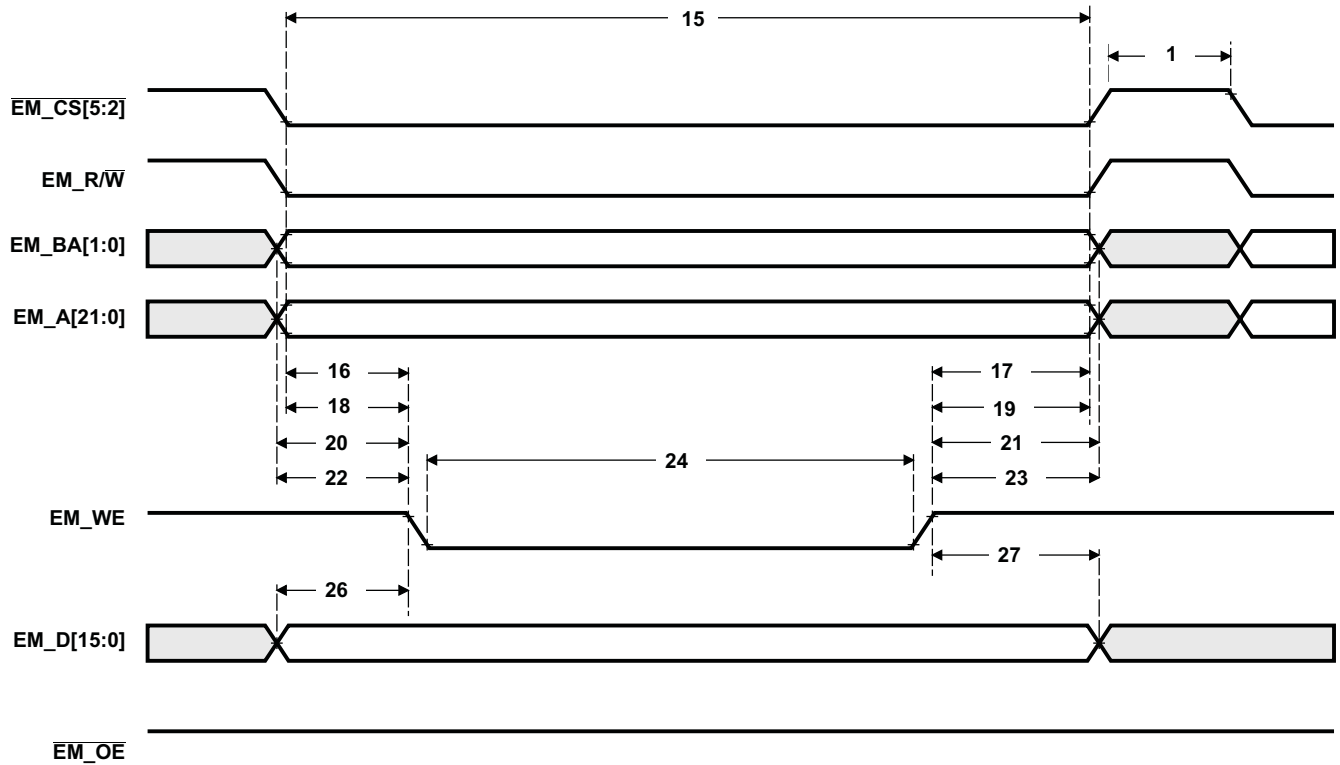 15
1
EM_CS[5:2]
EM_R/W
EM_BA[1:0]
EM_A[21:0]
16 17
18 19
20 21
24
22 23
EM_WE
27
26
EM_D[15:0]
EM_OE